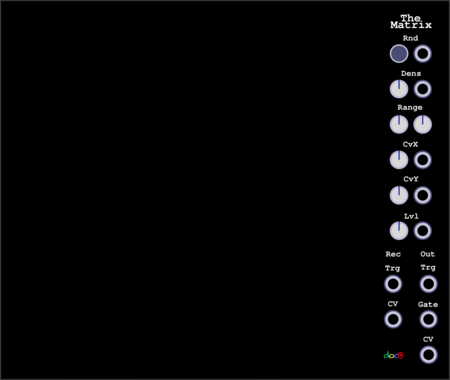 The
Matrix
Rnd
Dens
Range
CvX
CvY
Lvl
Rec Out
Trg Trg
CV Gate
CV
docB